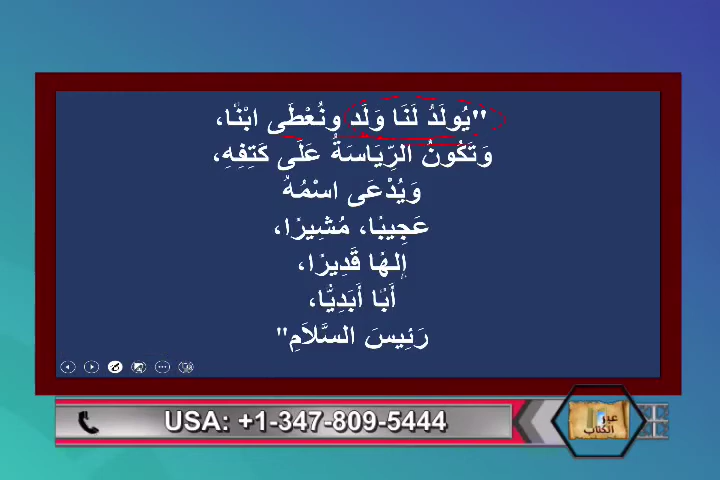 "يُولَدُ لَنَا وَلَد ونُعْطَى ابْنًا،
وَتَكُونُ الرِّيَاسَةُ عَلَى كَتِفِهِ،
وَيُدْعَى اسْمُهُ
عَجِيبًا، مُشِيرًا،
إِلهًا قَدِيرًا،
أَبًا أَبَدِيًّا،
رَئِيسَ السَّلاَمِ"
USA: +1-347-809-5444
عبر
الكتاب